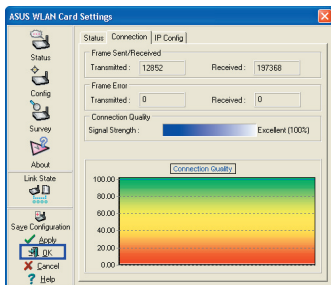 ASUS WLAN Card Settings
Status Connection IP Config
Status
Config
Survey
About
Link State
Save Configuration
Apply
OK
Cancel
Help
Frame Sent/Received
Transmitted : 12852 Received : 197368
Frame Error
Transmitted : 0 Received : 0
Connection Quality
Signal Strength : Excellent (100%)
Connection Quality
100.00
80.00
60.00
40.00
20.00
0.00